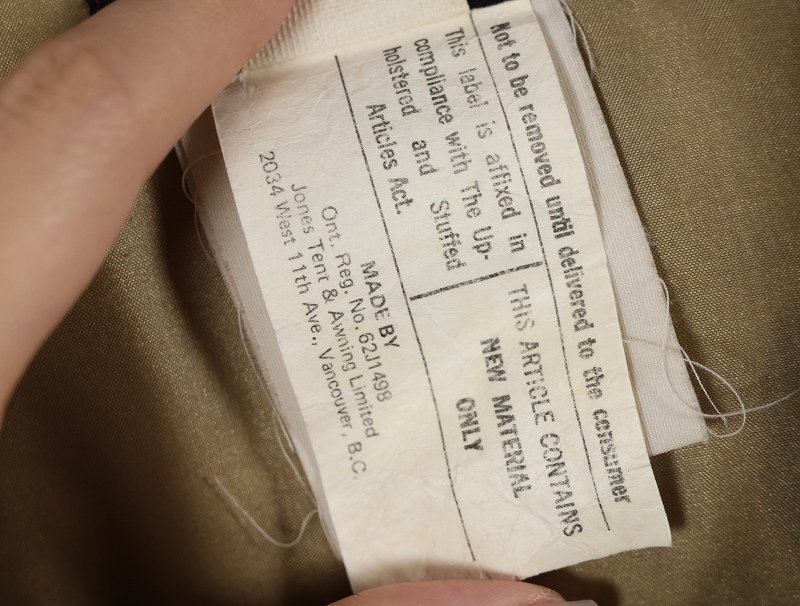 Not to be removed until delivered to the consumer
This label is affixed in
compliance with The Up-
holstered and Stuffed
Articles Act.
THIS ARTICLE CONTAINS
NEW MATERIAL
ONLY
MADE BY
Ont. Reg. No. 62J1498
Jones Tent & Awning Limited
2034 West 11th Ave., Vancouver, B.C.